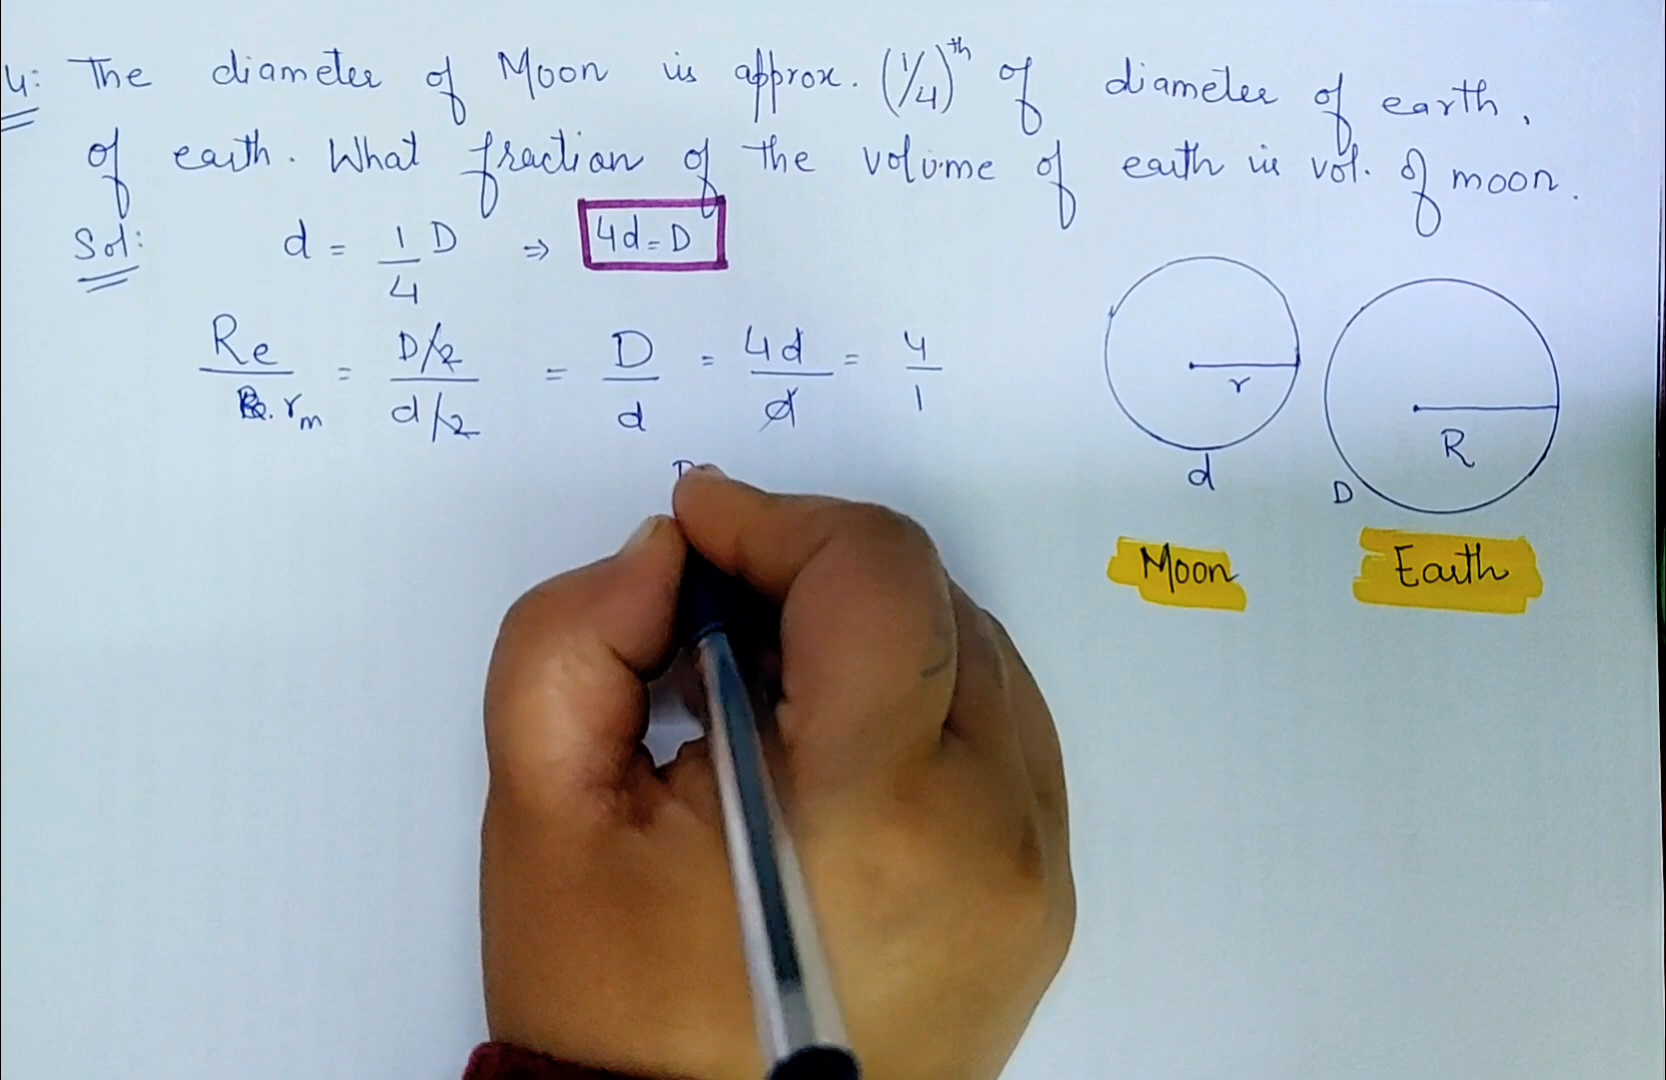 4: The diameter of Moon is approx. (1/4)th of diameter of earth,
of earth. What fraction of the volume of earth is vol. of moon.
Sol: d = 1/4 D ⇒ 4d = D
Re/rm = D/2 / d/2 = D/d = 4d/d = 4/1
r
R
d
D
Moon
Earth